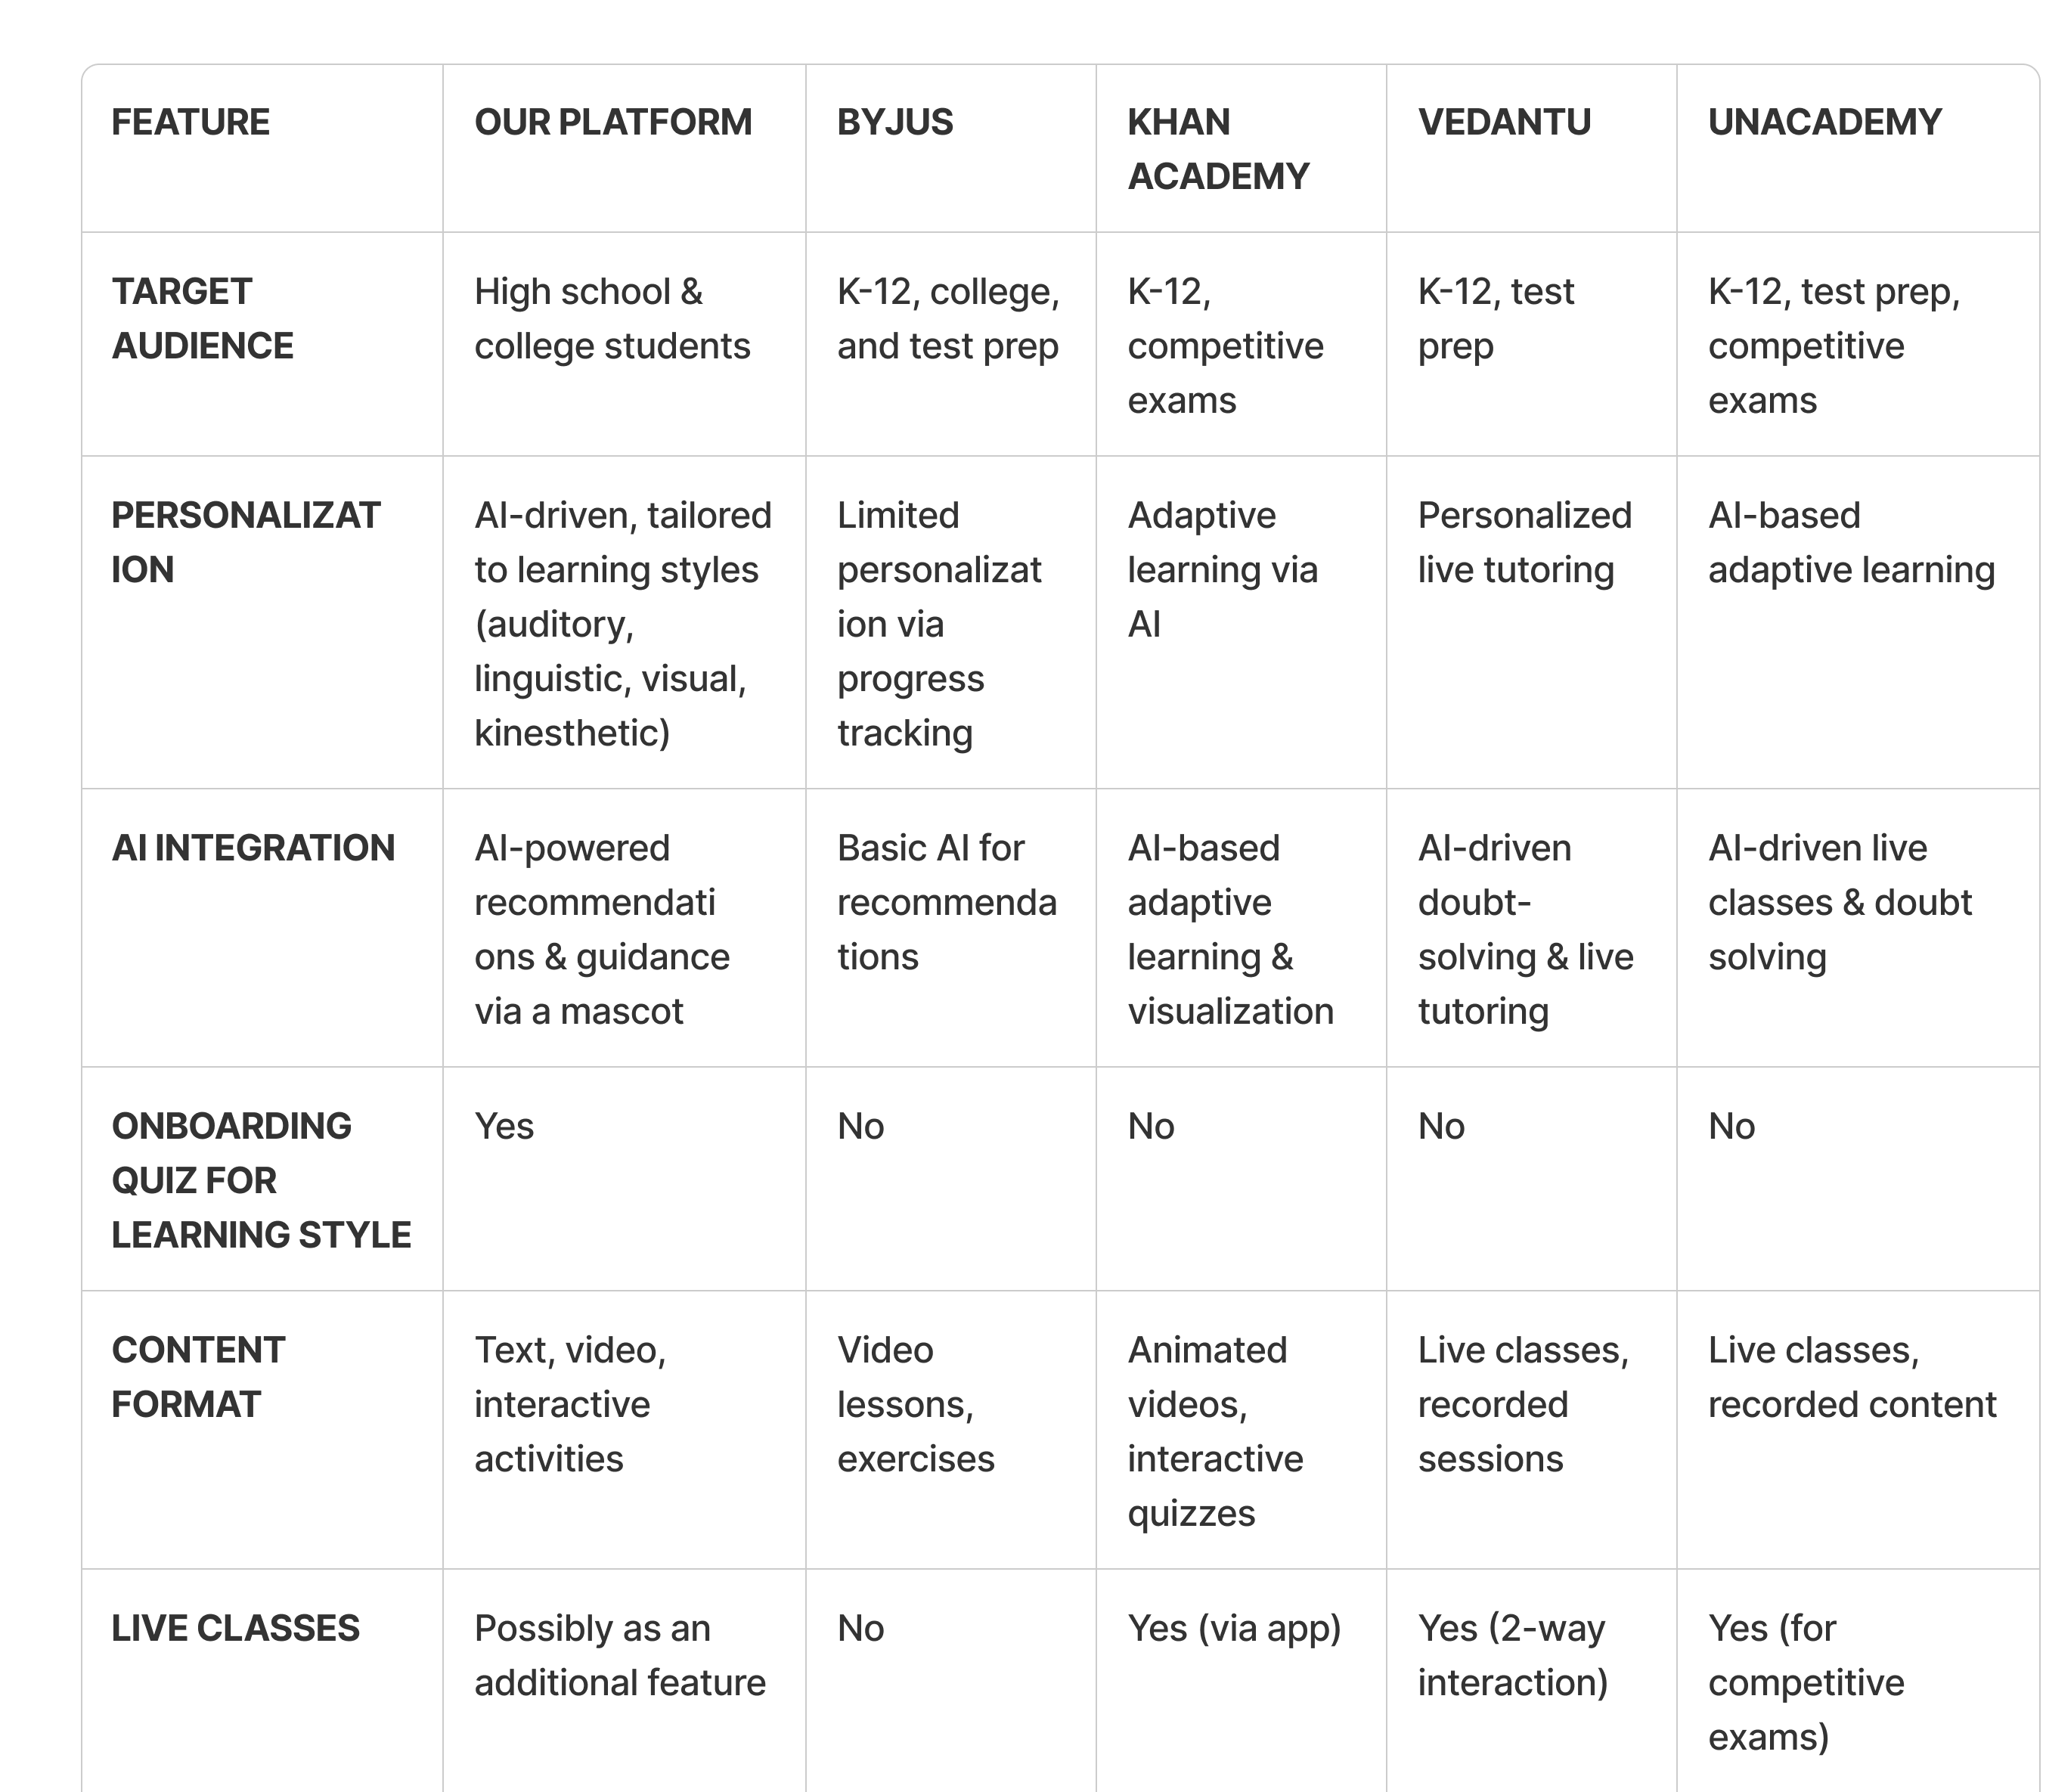 FEATURE
OUR PLATFORM
BYJUS
KHAN
ACADEMY
VEDANTU
UNACADEMY
TARGET
AUDIENCE
High school &
college students
K-12, college,
and test prep
K-12,
competitive
exams
K-12, test
prep
K-12, test prep,
competitive
exams
PERSONALIZAT
ION
AI-driven, tailored
to learning styles
(auditory,
linguistic, visual,
kinesthetic)
Limited
personalizat
ion via
progress
tracking
Adaptive
learning via
AI
Personalized
live tutoring
AI-based
adaptive learning
AI INTEGRATION
AI-powered
recommendati
ons & guidance
via a mascot
Basic AI for
recommenda
tions
AI-based
adaptive
learning &
visualization
AI-driven
doubt-
solving & live
tutoring
AI-driven live
classes & doubt
solving
ONBOARDING
QUIZ FOR
LEARNING STYLE
Yes
No
No
No
No
CONTENT
FORMAT
Text, video,
interactive
activities
Video
lessons,
exercises
Animated
videos,
interactive
quizzes
Live classes,
recorded
sessions
Live classes,
recorded content
LIVE CLASSES
Possibly as an
additional feature
No
Yes (via app)
Yes (2-way
interaction)
Yes (for
competitive
exams)